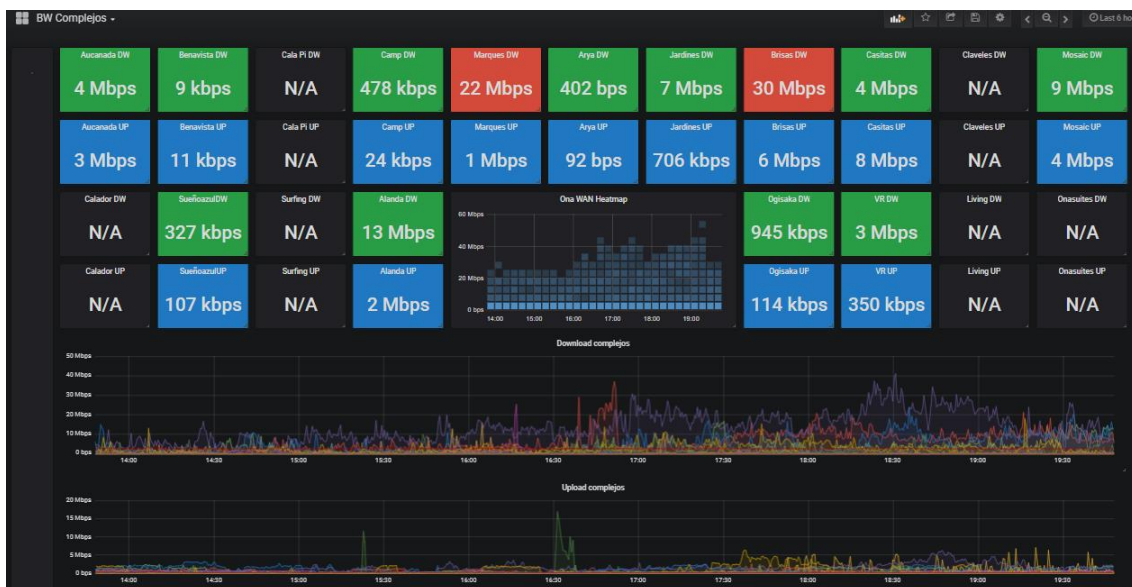 BW Complejos
Last 6 ho
Aucanada DW Benavista DW Cala Pi DW Camp DW Marques DW Arya DW Jardines DW Brisas DW Casitas DW Claveles DW Mosaic DW
4 Mbps 9 kbps N/A 478 kbps 22 Mbps 402 bps 7 Mbps 30 Mbps 4 Mbps N/A 9 Mbps
Aucanada UP Benavista UP Cala Pi UP Camp UP Marques UP Arya UP Jardines UP Brisas UP Casitas UP Claveles UP Mosaic UP
3 Mbps 11 kbps N/A 24 kbps 1 Mbps 92 bps 706 kbps 6 Mbps 8 Mbps N/A 4 Mbps
Calador DW SueñoazulDW Surfing DW Alanda DW Ona WAN Heatmap Ogisaka DW VR DW Living DW Onasuites DW
N/A 327 kbps N/A 13 Mbps 945 kbps 3 Mbps N/A N/A
60 Mbps
40 Mbps
20 Mbps
0 bps
14:00 15:00 16:00 17:00 18:00 19:00
Calador UP SueñoazulUP Surfing UP Alanda UP Ogisaka UP VR UP Living UP Onasuites UP
N/A 107 kbps N/A 2 Mbps 114 kbps 350 kbps N/A N/A
Download complejos
50 Mbps
40 Mbps
30 Mbps
20 Mbps
10 Mbps
0 bps
14:00 14:30 15:00 15:30 16:00 16:30 17:00 17:30 18:00 18:30 19:00 19:30
Upload complejos
20 Mbps
15 Mbps
10 Mbps
5 Mbps
0 bps
14:00 14:30 15:00 15:30 16:00 16:30 17:00 17:30 18:00 18:30 19:00 19:30